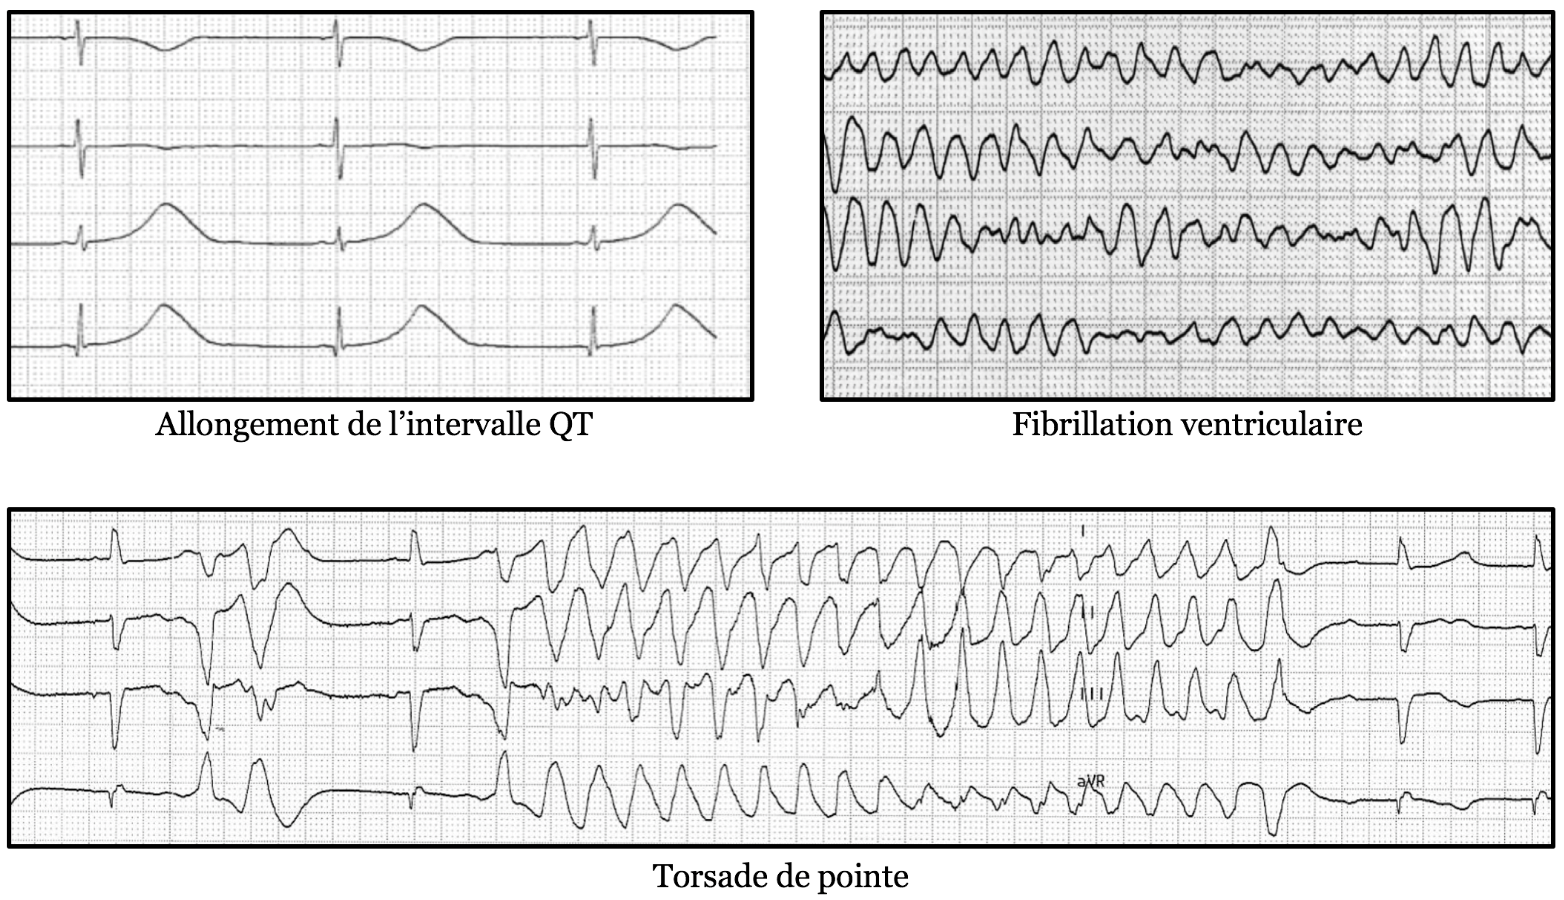 Allongement de l’intervalle QT
Fibrillation ventriculaire
I
II
III
aVR
Torsade de pointe